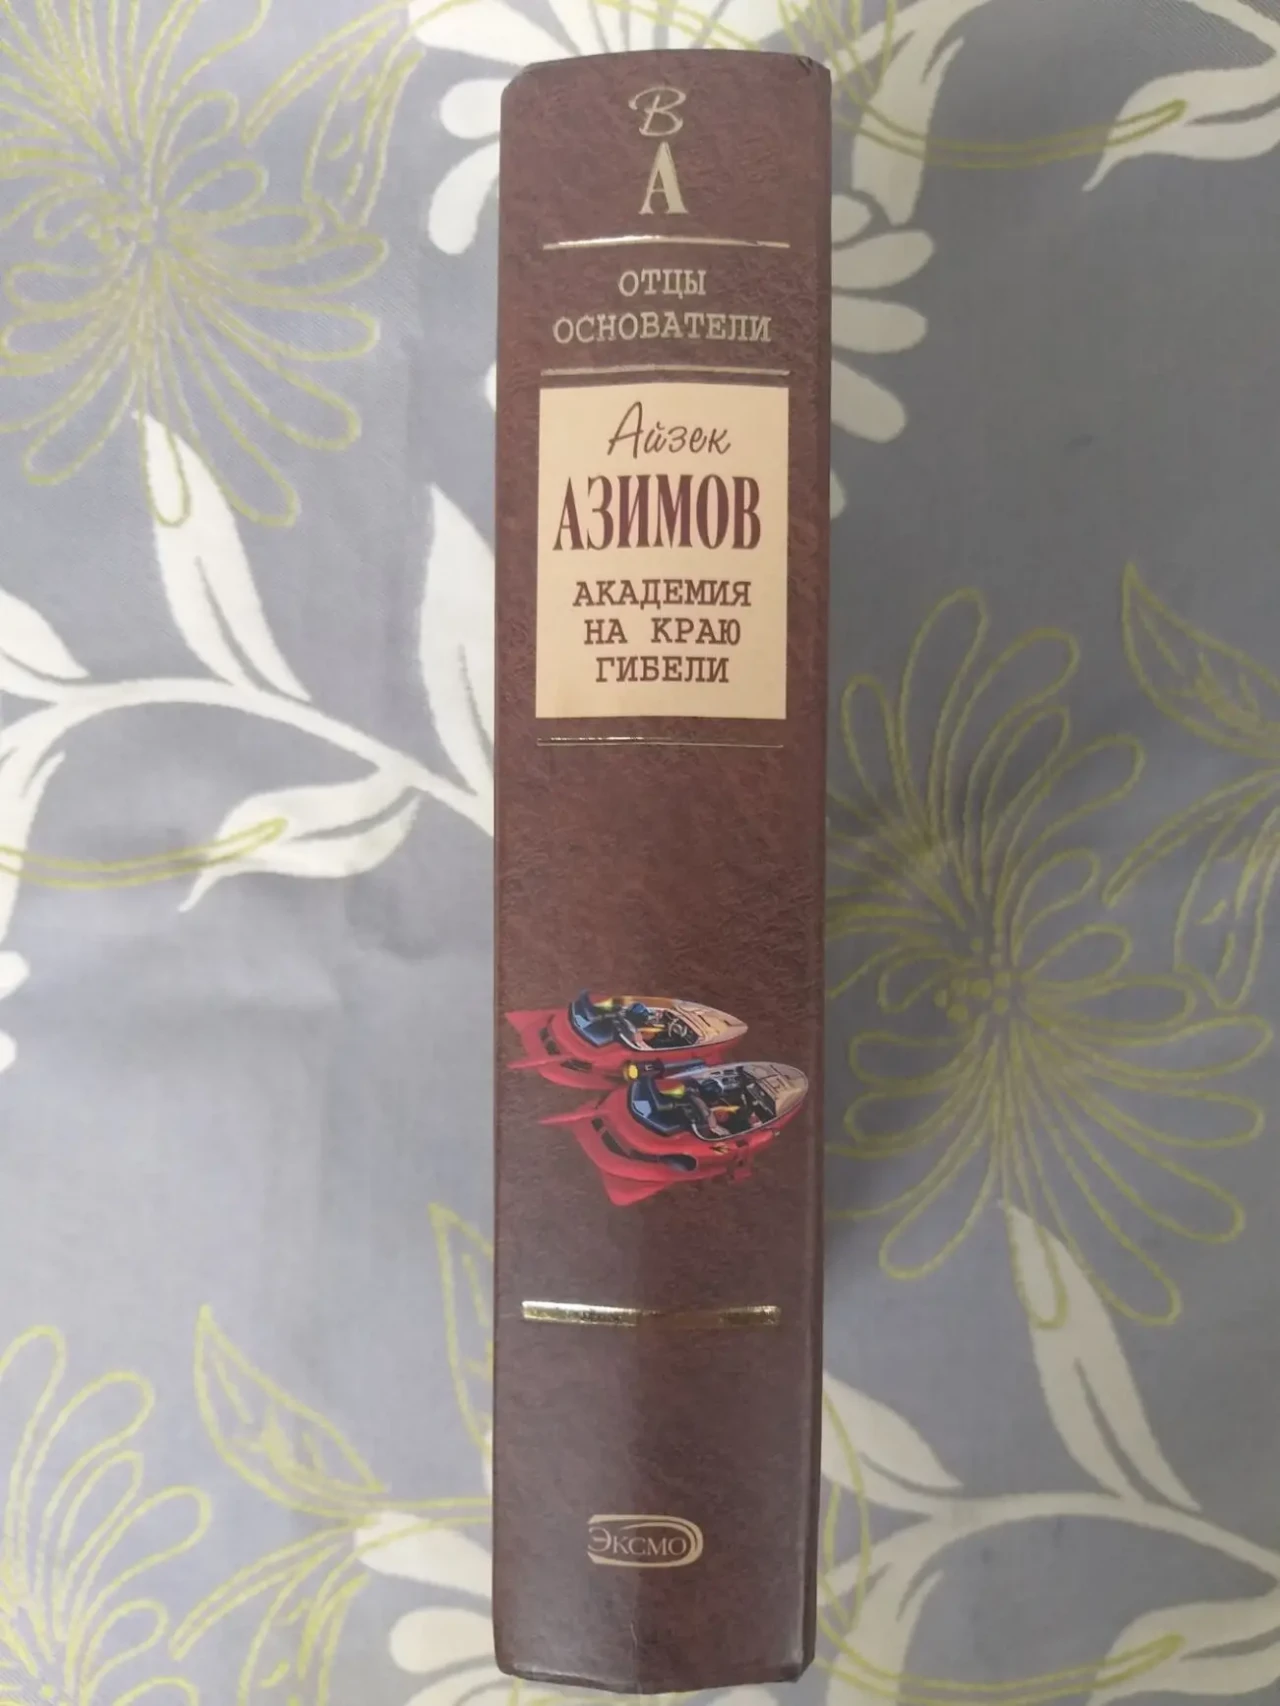 В
А
ОТЦЫ
ОСНОВАТЕЛИ
Айзек
АЗИМОВ
АКАДЕМИЯ
НА КРАЮ
ГИБЕЛИ
ЭКСМО